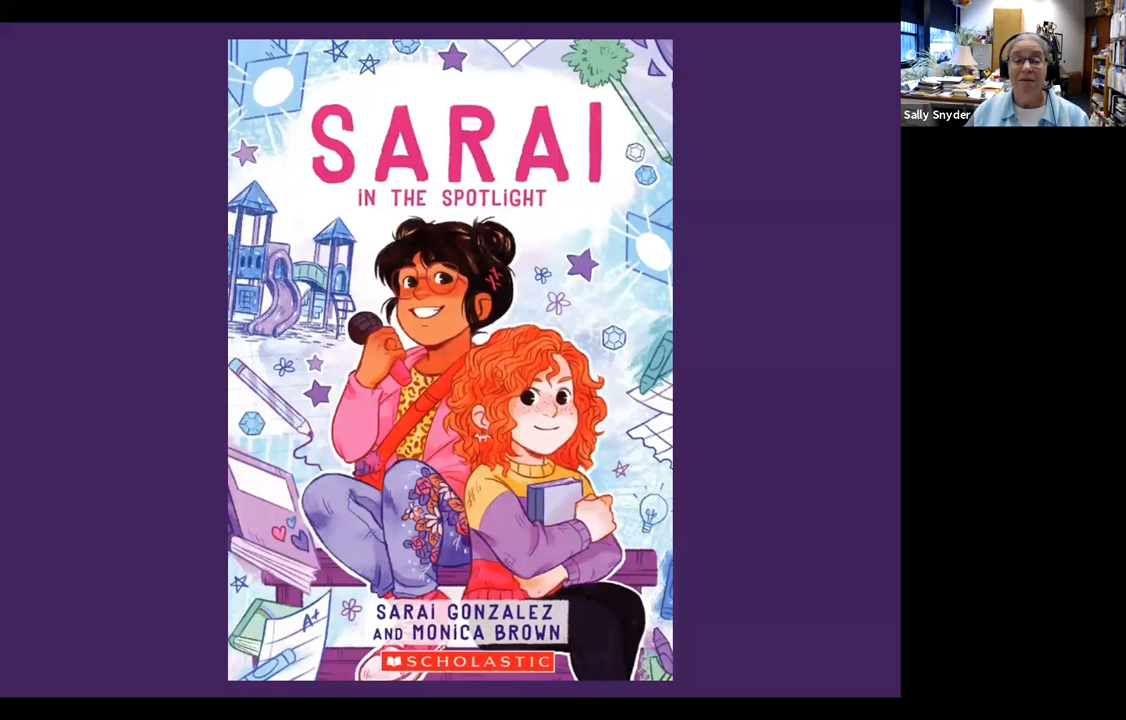 SARAI
IN THE SPOTLIGHT
A+
SARAI GONZALEZ
AND MONICA BROWN
SCHOLASTIC
Sally Snyder